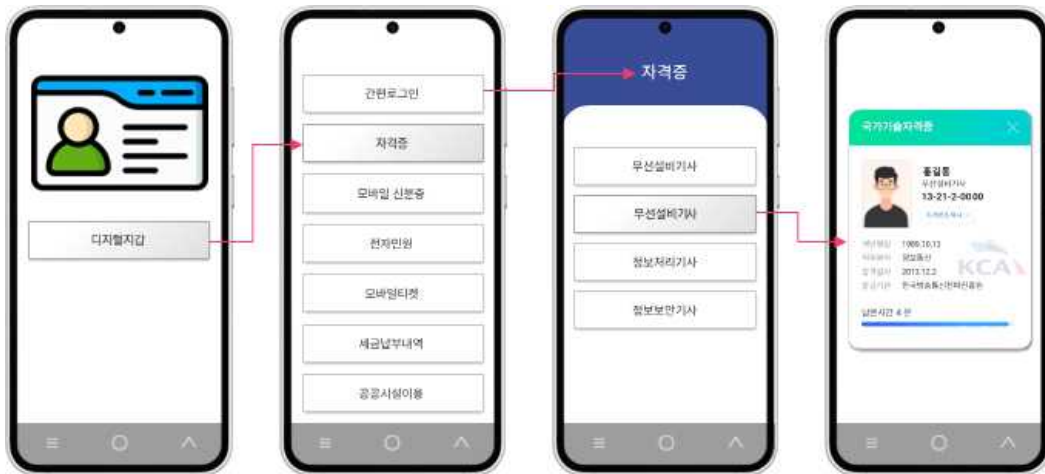 디지털지갑
간편로그인
자격증
모바일 신분증
전자민원
모바일티켓
세금납부내역
공공시설이용
자격증
무선설비기사
무선설비기사
정보처리기사
정보보안기사
국가기술자격증
홍길동
무선설비기사
13-21-2-0000
1988.10.13
정보통신
2013.12.2
한국방송통신전파진흥원
KCA
남은시간 4 분